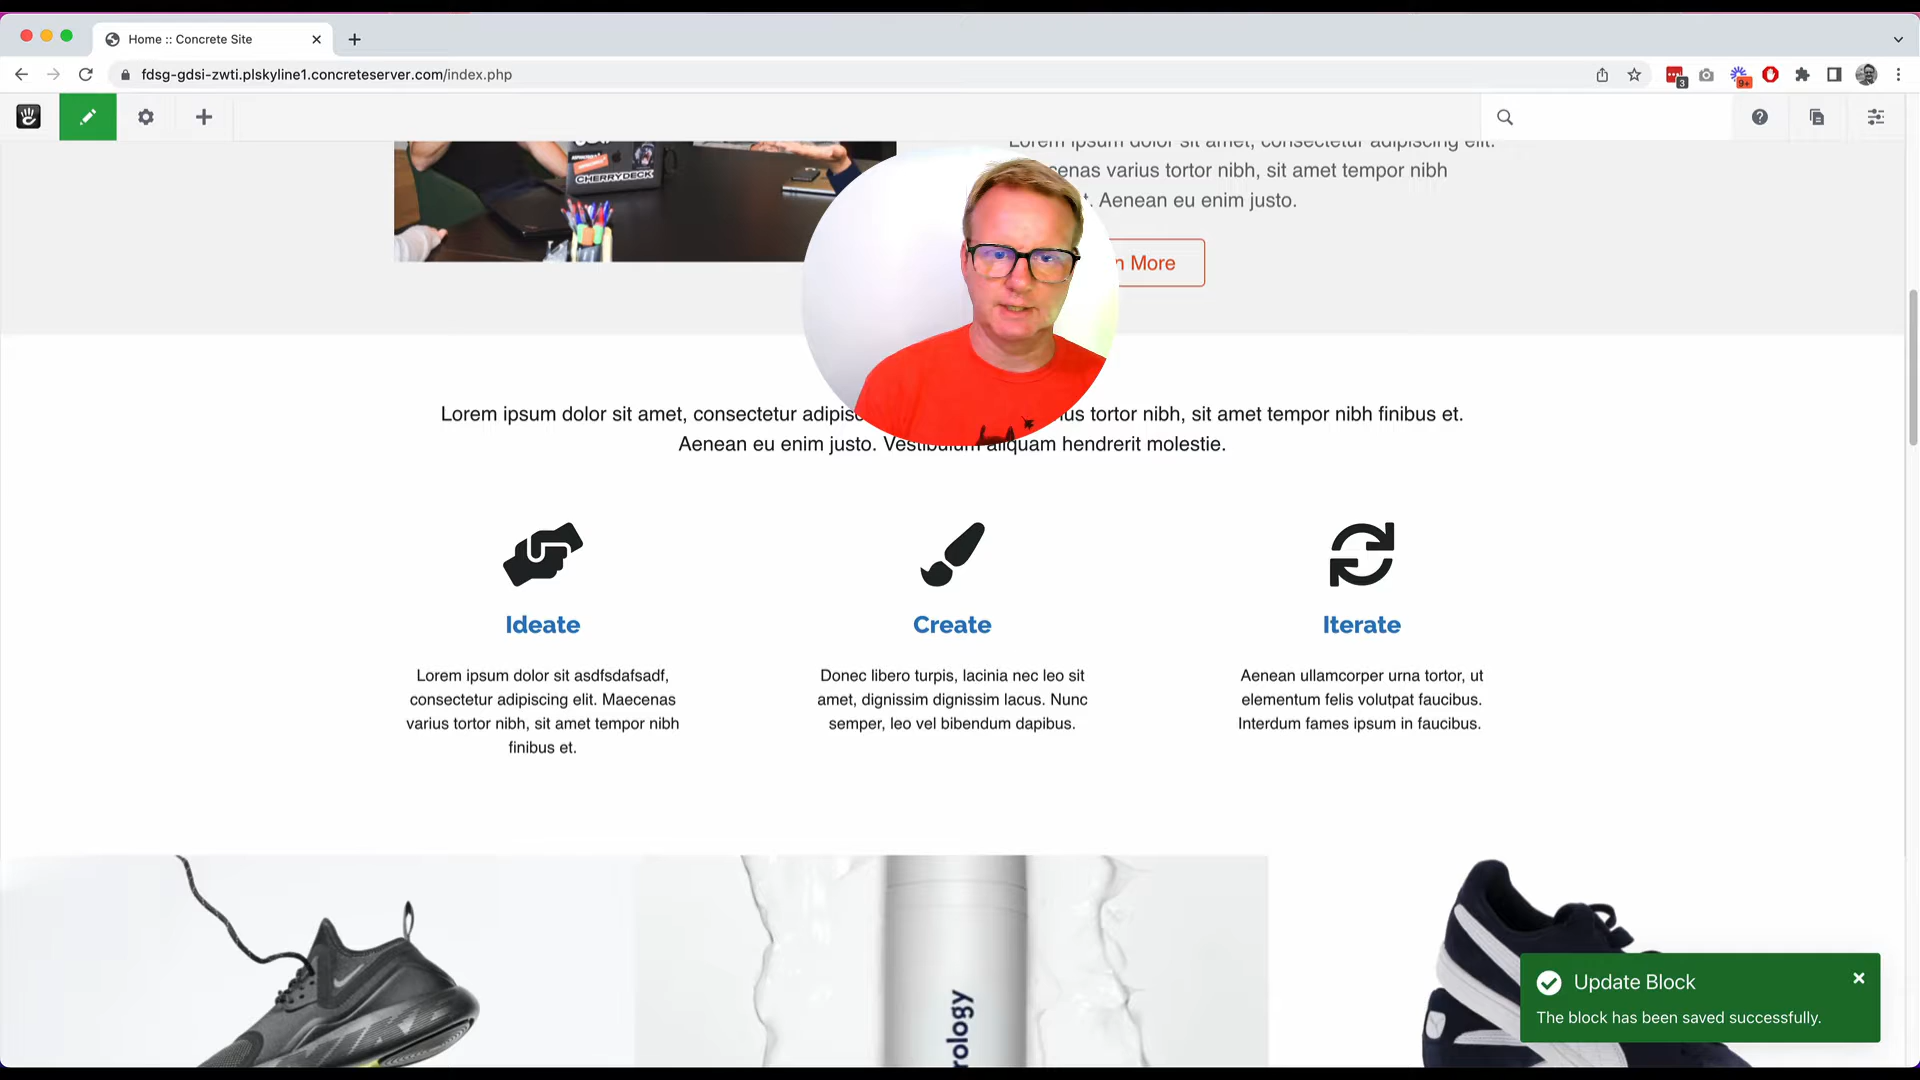 Home :: Concrete Site
fdsg-gdsi-zwti.plskyline1.concreteserver.com/index.php
3
9+
CHERRYDECK
Lorem ipsum dolor sit amet, consectetur adipiscing elit.
varius tortor nibh, sit amet tempor nibh
Aenean eu enim justo.
More
Lorem ipsum dolor sit amet, consectetur tortor nibh, sit amet tempor nibh finibus et.
Aenean eu enim justo. Vestibulum aliquam hendrerit molestie.
Ideate
Lorem ipsum dolor sit asdfsdafsadf,
consectetur adipiscing elit. Maecenas
varius tortor nibh, sit amet tempor nibh
finibus et.
Create
Donec libero turpis, lacinia nec leo sit
amet, dignissim dignissim lacus. Nunc
semper, leo vel bibendum dapibus.
Iterate
Aenean ullamcorper urna tortor, ut
elementum felis volutpat faucibus.
Interdum fames ipsum in faucibus.
rology
Update Block
The block has been saved successfully.